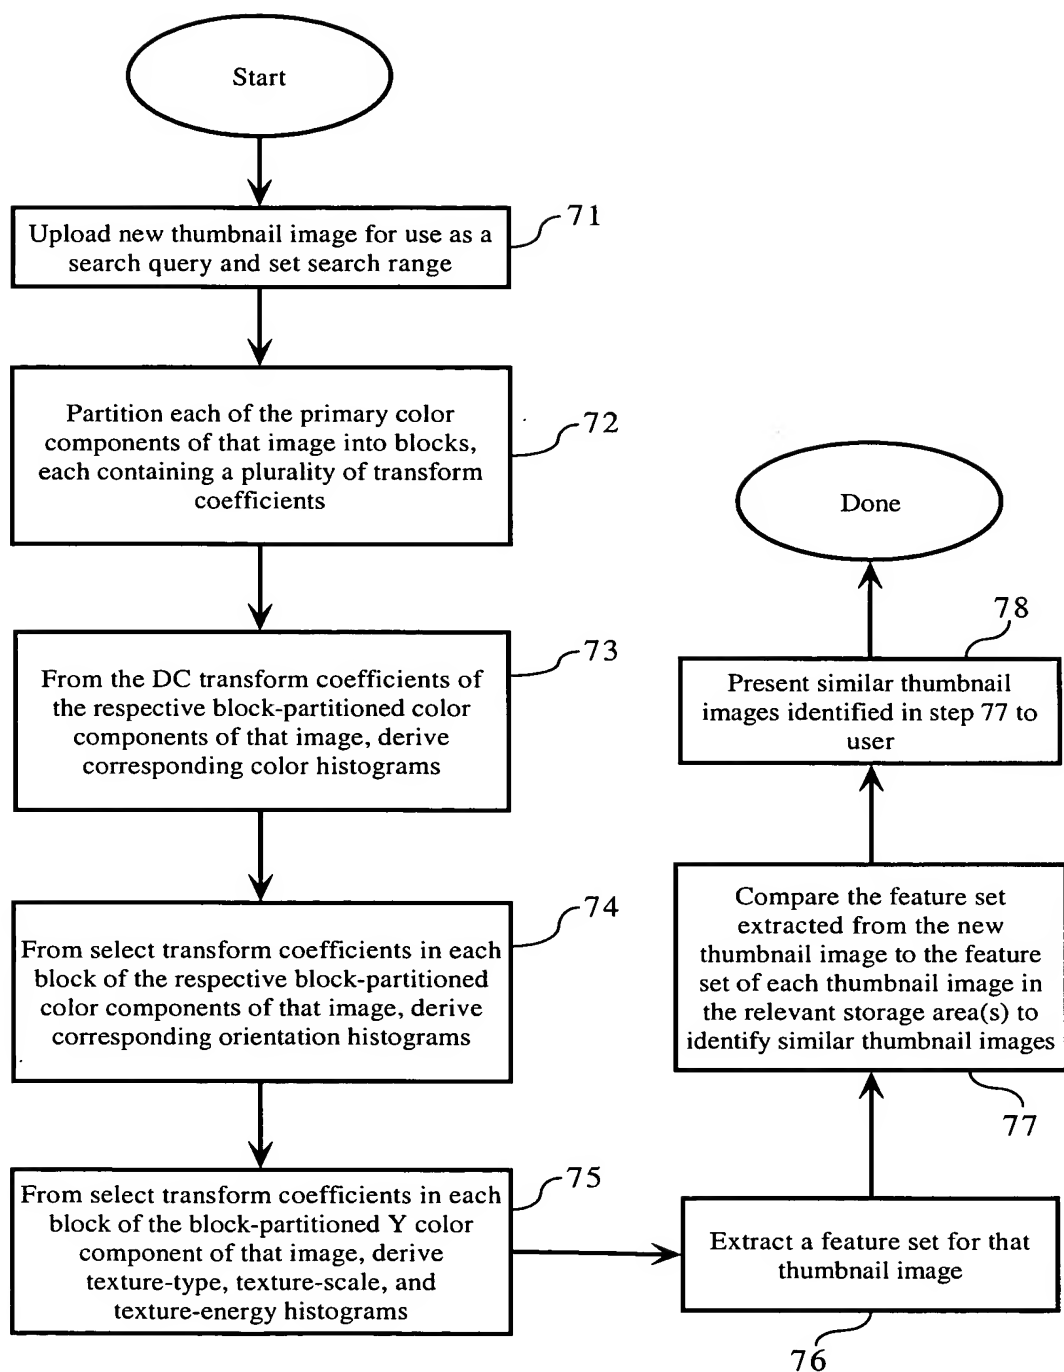 Start
71
Upload new thumbnail image for use as a
search query and set search range
72
Partition each of the primary color
components of that image into blocks,
each containing a plurality of transform
coefficients
73
From the DC transform coefficients of
the respective block-partitioned color
components of that image, derive
corresponding color histograms
74
From select transform coefficients in each
block of the respective block-partitioned
color components of that image, derive
corresponding orientation histograms
75
From select transform coefficients in each
block of the block-partitioned Y color
component of that image, derive
texture-type, texture-scale, and
texture-energy histograms
Extract a feature set for that
thumbnail image
76
Compare the feature set
extracted from the new
thumbnail image to the feature
set of each thumbnail image in
the relevant storage area(s) to
identify similar thumbnail images
77
78
Present similar thumbnail
images identified in step 77 to
user
Done